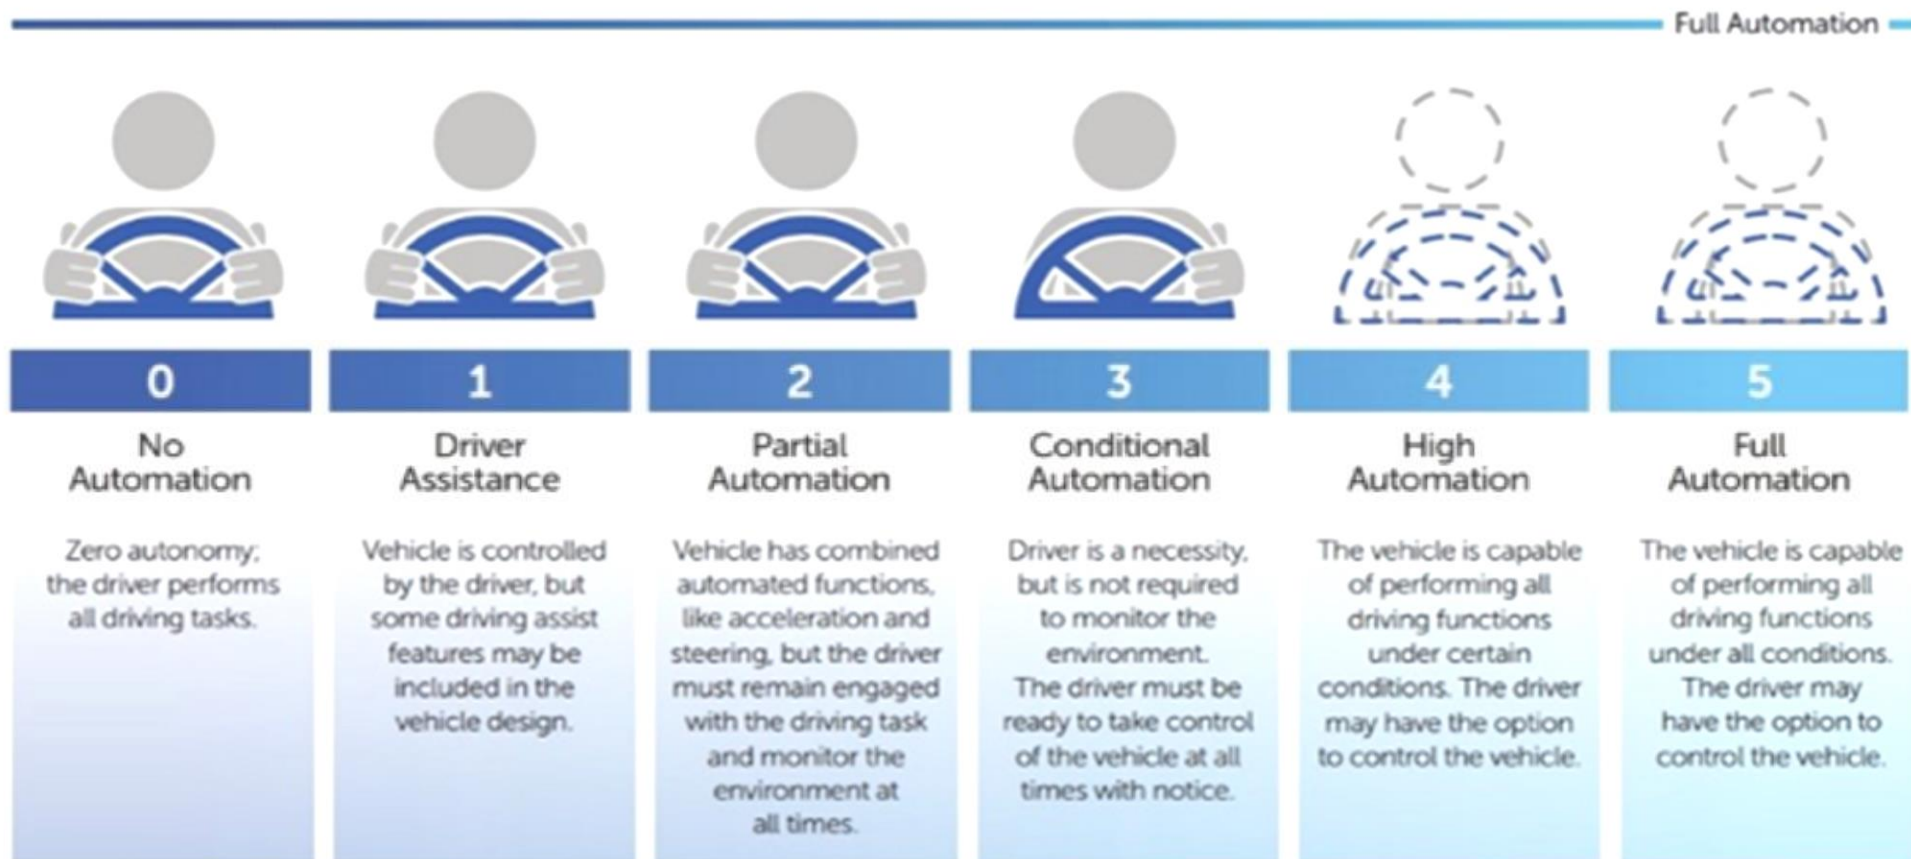 Full Automation
0
No
Automation
Zero autonomy;
the driver performs
all driving tasks.
1
Driver
Assistance
Vehicle is controlled
by the driver, but
some driving assist
features may be
included in the
vehicle design.
2
Partial
Automation
Vehicle has combined
automated functions,
like acceleration and
steering, but the driver
must remain engaged
with the driving task
and monitor the
environment at
all times.
3
Conditional
Automation
Driver is a necessity,
but is not required
to monitor the
environment.
The driver must be
ready to take control
of the vehicle at all
times with notice.
4
High
Automation
The vehicle is capable
of performing all
driving functions
under certain
conditions. The driver
may have the option
to control the vehicle.
5
Full
Automation
The vehicle is capable
of performing all
driving functions
under all conditions.
The driver may
have the option to
control the vehicle.